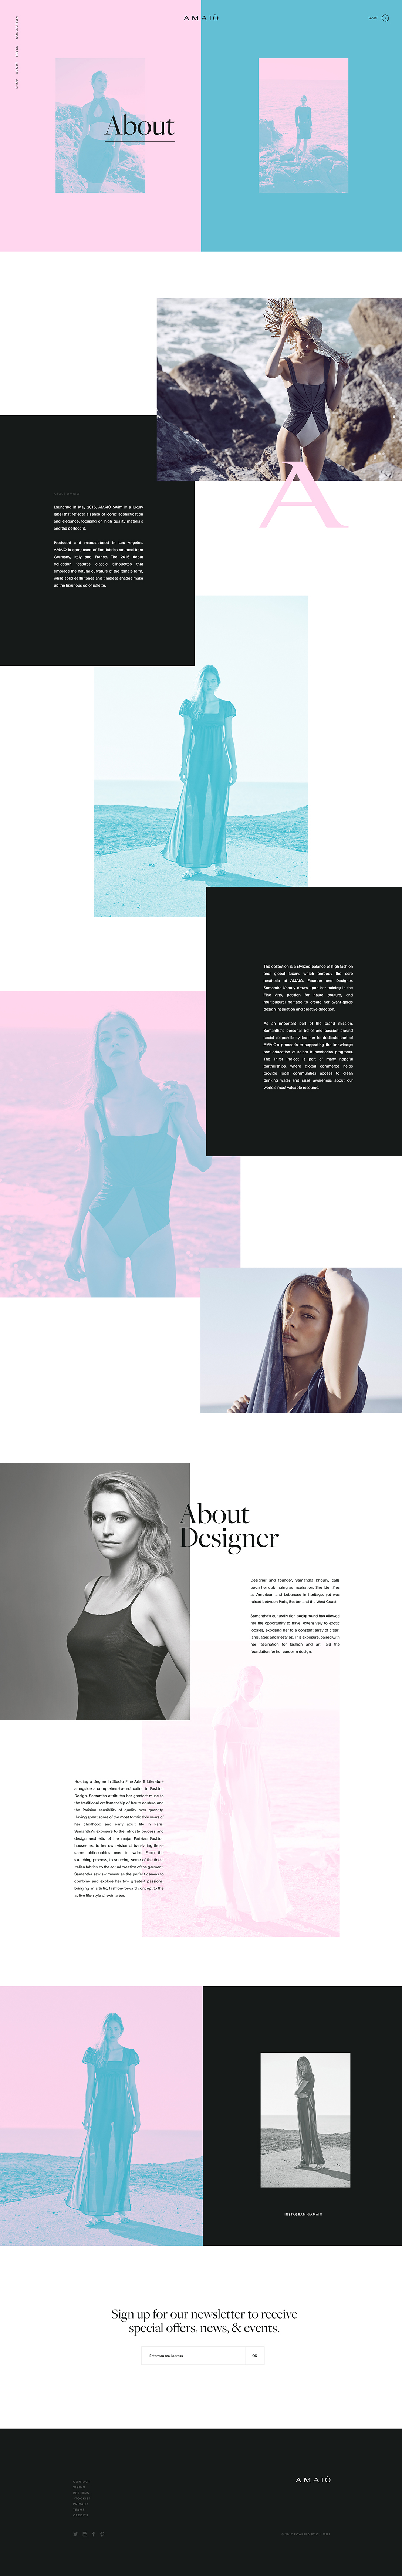 AMAIÒ
CART
COLLECTION
PRESS
ABOUT
SHOP
About
Launched in May 2016, AMAIÒ Swim is a luxury
label that reflects a sense of iconic sophistication
and elegance, focusing on high quality materials
and the perfect fit.
Produced and manufactured in Los Angeles,
AMAIÒ is composed of fine fabrics sourced from
Germany, Italy and France. The 2016 debut
collection features classic silhouettes that
embrace the natural curvature of the female form,
while solid earth tones and timeless shades make
up the luxurious color palette.
A
The collection is a stylized balance of high fashion
and global luxury, which embody the core
aesthetic of AMAIÒ. Founder and Designer,
Samantha Khoury draws upon her training in the
Fine Arts, passion for haute couture, and
multicultural heritage to create her avant-garde
design inspiration and creative direction.
As an important part of the brand mission,
Samantha's personal belief and passion around
social responsibility led her to dedicate part of
AMAIÒ's proceeds to supporting the knowledge
and education of select humanitarian programs.
The Thirst Project is part of many hopeful
partnerships, where global commerce helps
provide local communities access to clean
drinking water and raise awareness about our
world's most valuable resource.
About
Designer
Designer and founder, Samantha Khoury, calls
upon her upbringing as inspiration. She identifies
as American and Lebanese in heritage, yet was
raised between Paris, Boston and the West Coast.
Samantha's culturally rich background has allowed
her the opportunity to travel extensively to exotic
locales, exposing her to a constant array of cities,
languages and lifestyles. This exposure, paired with
her fascination for fashion and art, laid the
foundation for her career in design.
Holding a degree in Studio Fine Arts & Literature
alongside a comprehensive education in Fashion
Design, Samantha attributes her greatest muse to
the traditional craftsmanship of haute couture and
the Parisian sensibility of quality over quantity.
Having spent some of the most formidable years of
her childhood and early adult life in Paris,
Samantha's exposure to the intricate process and
design aesthetic at the major Parisian Fashion
houses led to her own vision of translating those
same philosophies over to swim. From the
sketching process, to sourcing some of the finest
Italian fabrics, to the actual creation of the garment.
Samantha saw swimwear as the perfect canvas to
combine and explore her two greatest passions,
bringing an artistic, fashion-forward concept to the
active life-style of swimwear.
INSTAGRAM @AMAIO
Sign up for our newsletter to receive
special offers, news, & events.
Enter you mail adress
OK
AMAIÒ
CONTACT
RETURNS
PRIVACY
TERMS